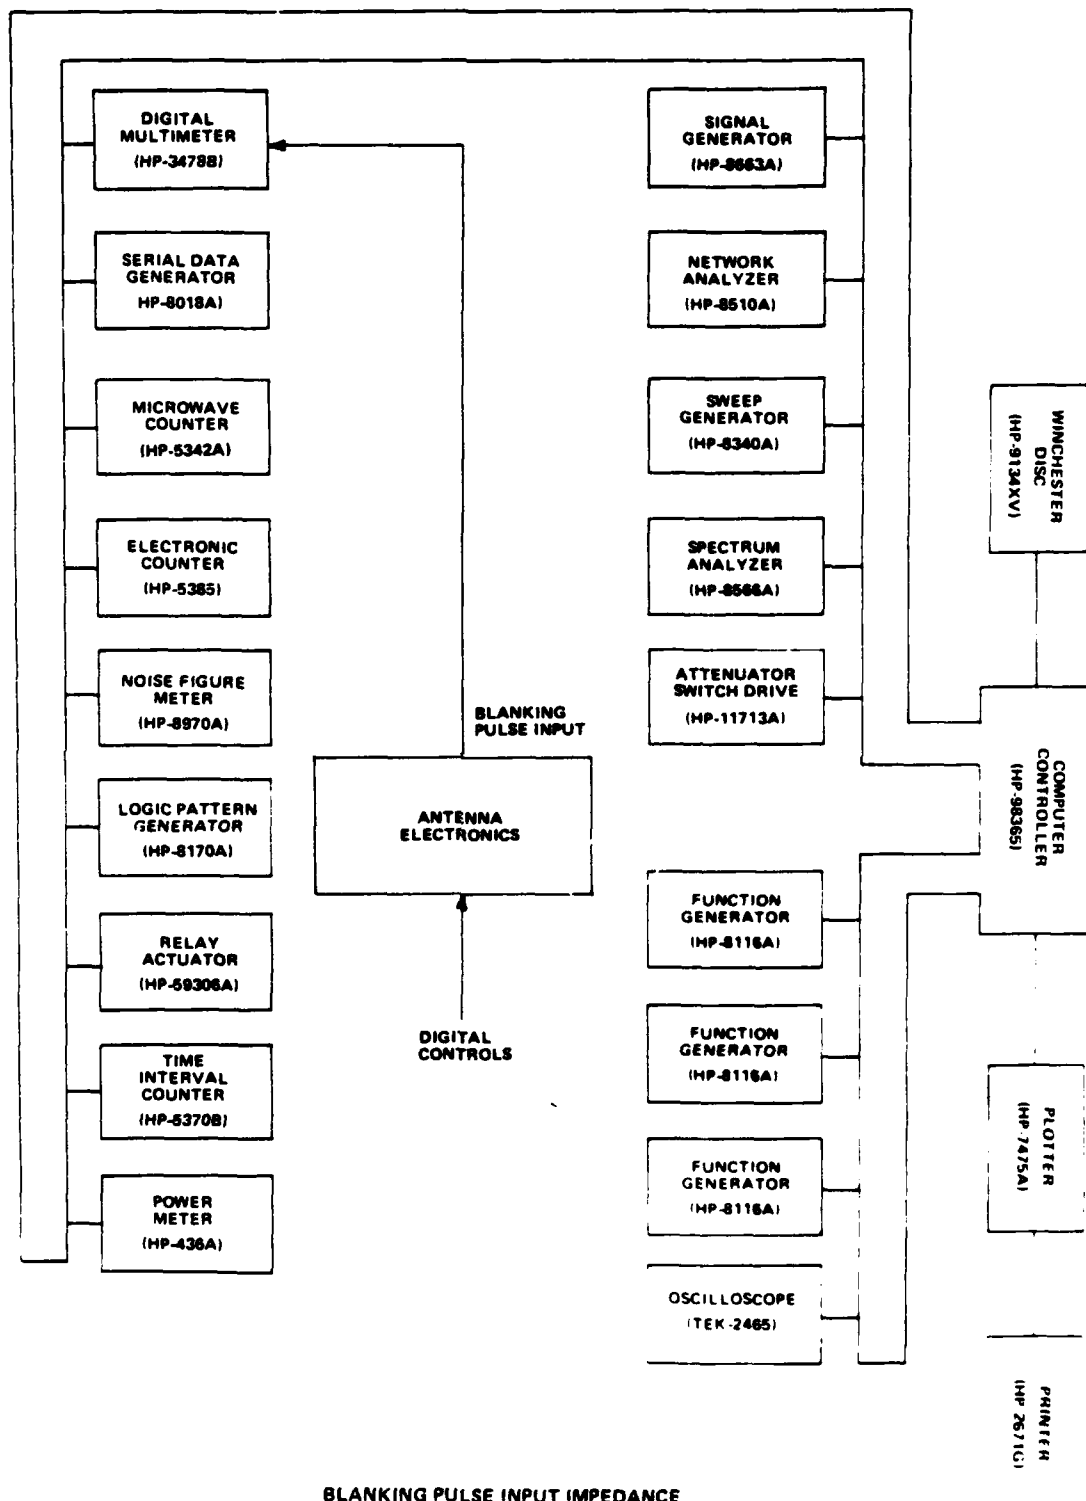 DIGITAL
MULTIMETER
(HP-3478B)
SERIAL DATA
GENERATOR
HP-8018A)
MICROWAVE
COUNTER
(HP-5342A)
ELECTRONIC
COUNTER
(HP-5385)
NOISE FIGURE
METER
(HP-8970A)
LOGIC PATTERN
GENERATOR
(HP-8170A)
RELAY
ACTUATOR
(HP-59306A)
TIME
INTERVAL
COUNTER
(HP-5370B)
POWER
METER
(HP-436A)
BLANKING
PULSE INPUT
ANTENNA
ELECTRONICS
DIGITAL
CONTROLS
SIGNAL
GENERATOR
(HP-8663A)
NETWORK
ANALYZER
(HP-8510A)
SWEEP
GENERATOR
(HP-8340A)
SPECTRUM
ANALYZER
(HP-8566A)
ATTENUATOR
SWITCH DRIVE
(HP-11713A)
FUNCTION
GENERATOR
(HP-8116A)
FUNCTION
GENERATOR
(HP-8116A)
FUNCTION
GENERATOR
(HP-8116A)
OSCILLOSCOPE
(TEK-2465)
WINCHESTER
DISC
(HP-9134XV)
COMPUTER
CONTROLLER
(HP-98365)
PLOTTER
(HP-7475A)
PRINTER
(HP 2671G)
BLANKING PULSE INPUT IMPEDANCE